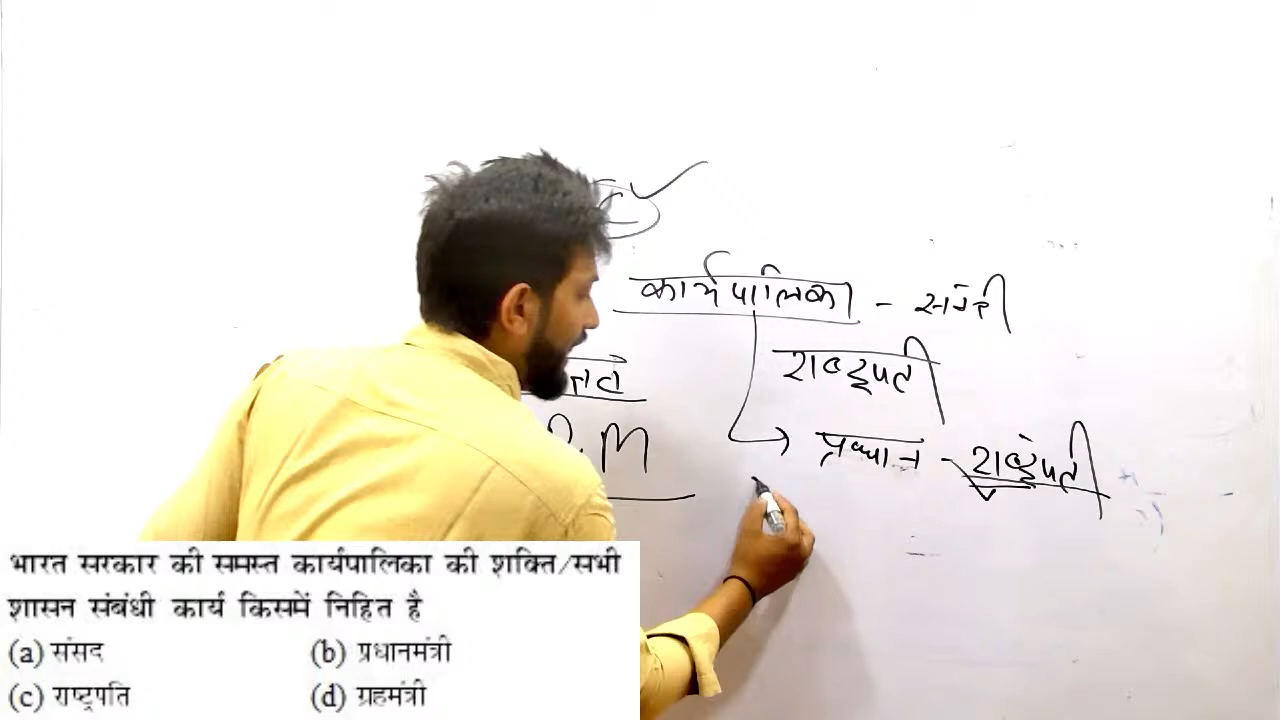 कार्यपालिका -
राष्ट्रपती
P.M
प्रधान - राष्ट्रपती
भारत सरकार की समस्त कार्यपालिका की शक्ति/सभी
शासन संबंधी कार्य किसमें निहित है
(a) संसद (b) प्रधानमंत्री
(c) राष्ट्रपति (d) ग्रहमंत्री